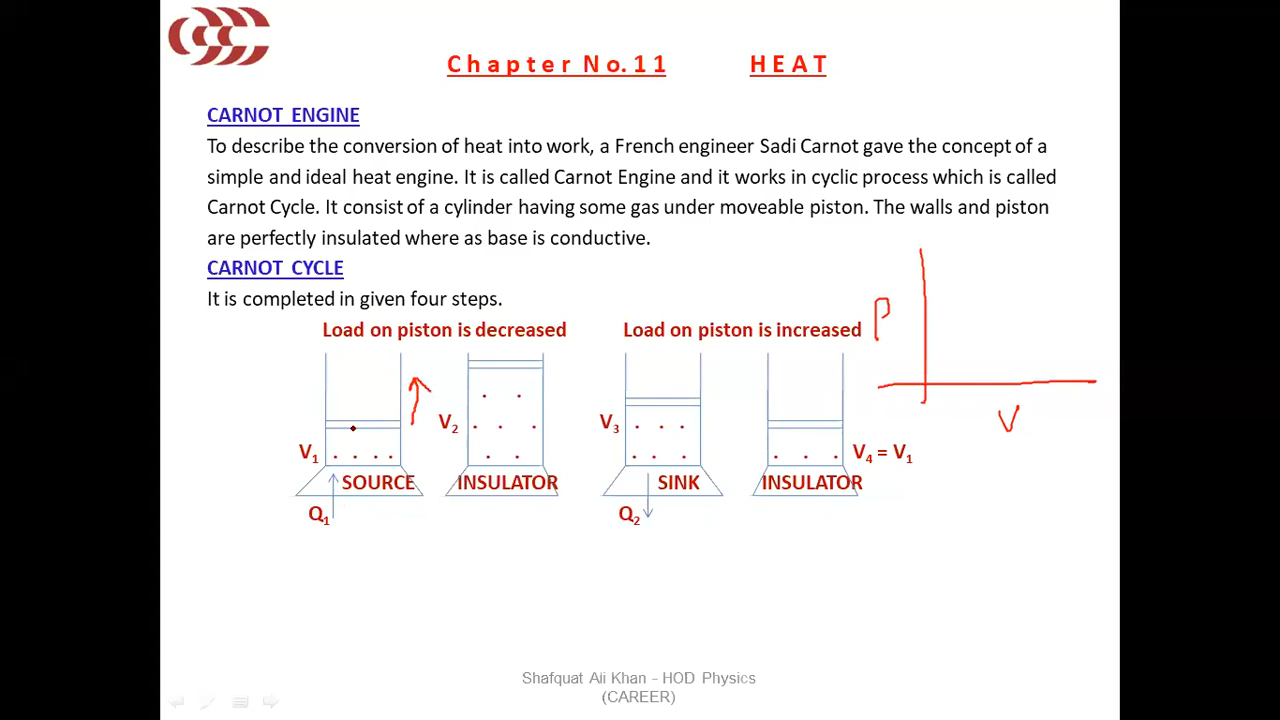 Chapter No.11 HEAT
CARNOT ENGINE
To describe the conversion of heat into work, a French engineer Sadi Carnot gave the concept of a
simple and ideal heat engine. It is called Carnot Engine and it works in cyclic process which is called
Carnot Cycle. It consist of a cylinder having some gas under moveable piston. The walls and piston
are perfectly insulated where as base is conductive.
CARNOT CYCLE
It is completed in given four steps.
Load on piston is decreased Load on piston is increased P
V
V₂ V₃
V₁ V₄ = V₁
SOURCE INSULATOR SINK INSULATOR
Q₁ Q₂
Shafquat Ali Khan – HOD Physics
(CAREER)